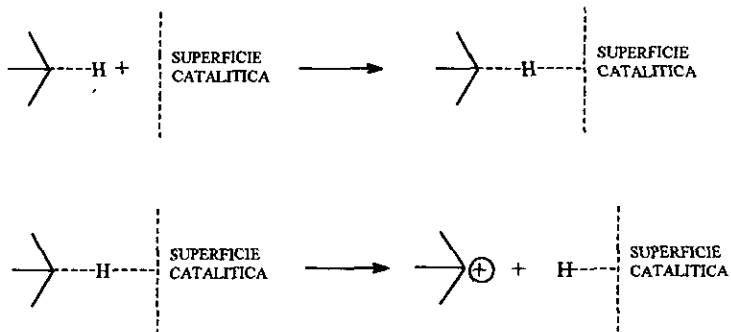 H + SUPERFICIE
CATALITICA
H SUPERFICIE
CATALITICA
H SUPERFICIE
CATALITICA
+ + H SUPERFICIE
CATALITICA